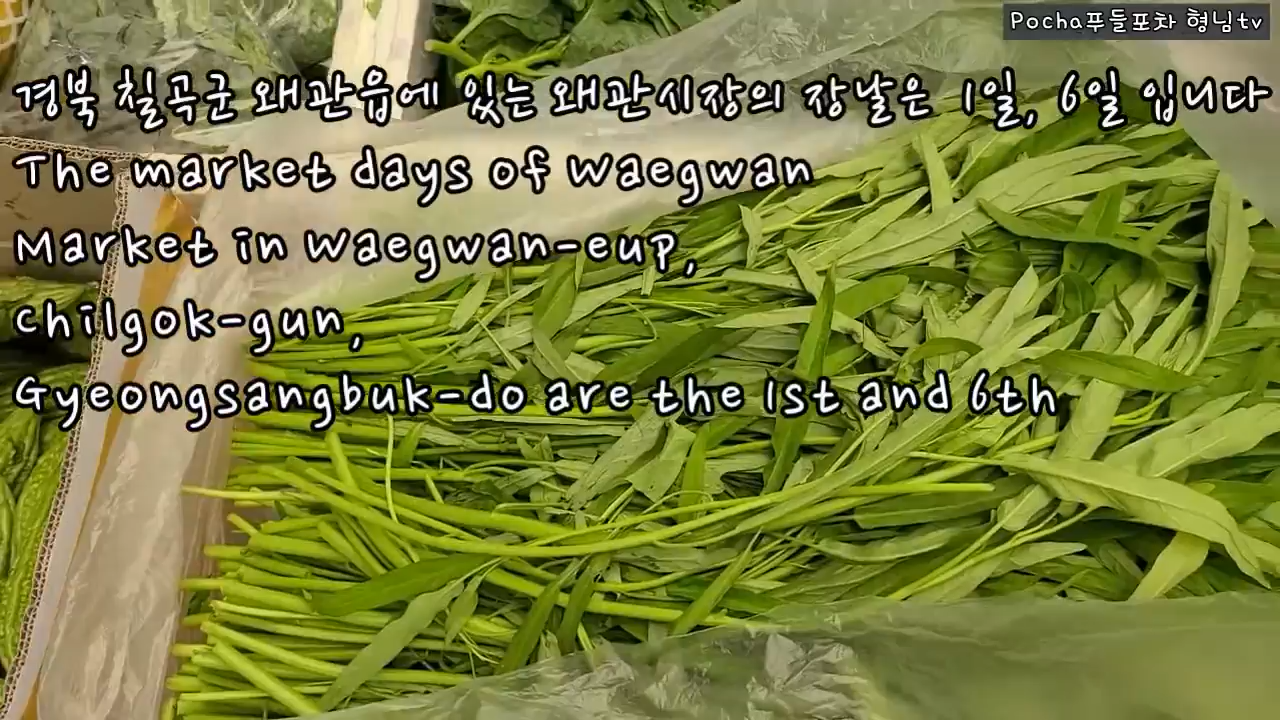 Pocha푸들포차 형님tv
경북 칠곡군 왜관읍에 있는 왜관시장의 장날은 1일, 6일 입니다
The market days of Waegwan
Market in Waegwan-eup,
Chilgok-gun,
Gyeongsangbuk-do are the 1st and 6th